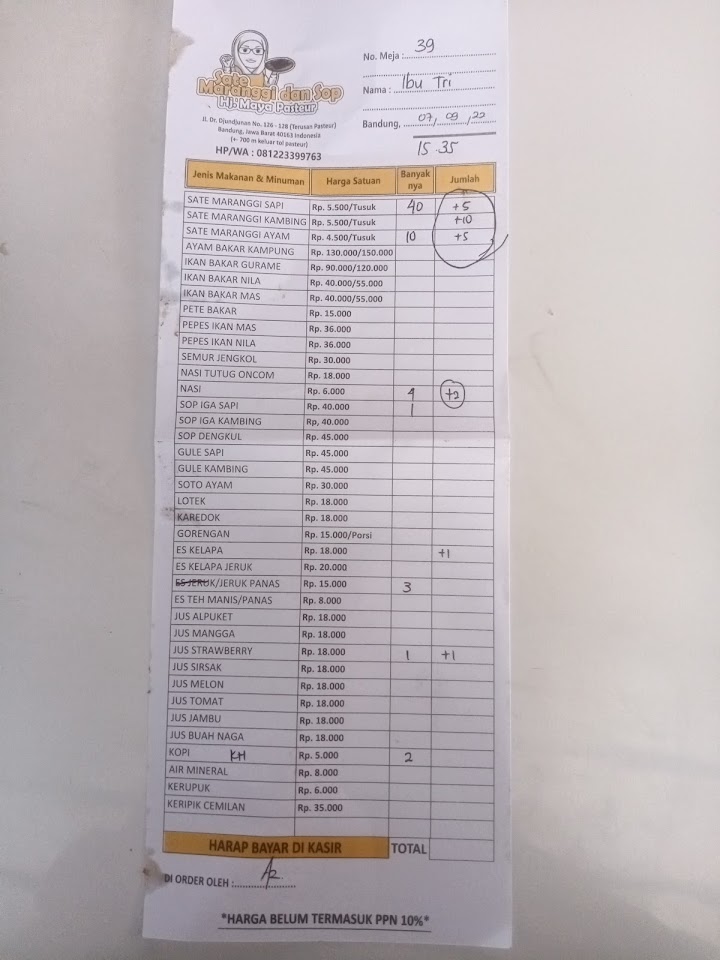 Sate
Maranggi dan Sop
Hj. Maya Pasteur
Jl. Dr. Djundjunan No. 126 - 128 (Terusan Pasteur)
Bandung, Jawa Barat 40163 Indonesia
(+- 700 m keluar tol pasteur)
HP/WA : 081223399763
No. Meja : 39
Nama : Ibu Tri
Bandung, 07, 09, 22
15.35
Jenis Makanan & Minuman Harga Satuan Banyak nya Jumlah
SATE MARANGGI SAPI Rp. 5.500/Tusuk 40 +5
SATE MARANGGI KAMBING Rp. 5.500/Tusuk +10
SATE MARANGGI AYAM Rp. 4.500/Tusuk 10 +5
AYAM BAKAR KAMPUNG Rp. 130.000/150.000
IKAN BAKAR GURAME Rp. 90.000/120.000
IKAN BAKAR NILA Rp. 40.000/55.000
IKAN BAKAR MAS Rp. 40.000/55.000
PETE BAKAR Rp. 15.000
PEPES IKAN MAS Rp. 36.000
PEPES IKAN NILA Rp. 36.000
SEMUR JENGKOL Rp. 30.000
NASI TUTUG ONCOM Rp. 18.000
NASI Rp. 6.000 4 +2
SOP IGA SAPI Rp. 40.000 1
SOP IGA KAMBING Rp, 40.000
SOP DENGKUL Rp. 45.000
GULE SAPI Rp. 45.000
GULE KAMBING Rp. 45.000
SOTO AYAM Rp. 30.000
LOTEK Rp. 18.000
KAREDOK Rp. 18.000
GORENGAN Rp. 15.000/Porsi
ES KELAPA Rp. 18.000 +1
ES KELAPA JERUK Rp. 20.000
ES JERUK/JERUK PANAS Rp. 15.000 3
ES TEH MANIS/PANAS Rp. 8.000
JUS ALPUKET Rp. 18.000
JUS MANGGA Rp. 18.000
JUS STRAWBERRY Rp. 18.000 1 +1
JUS SIRSAK Rp. 18.000
JUS MELON Rp. 18.000
JUS TOMAT Rp. 18.000
JUS JAMBU Rp. 18.000
JUS BUAH NAGA Rp. 18.000
KOPI KH Rp. 5.000 2
AIR MINERAL Rp. 8.000
KERUPUK Rp. 6.000
KERIPIK CEMILAN Rp. 35.000
HARAP BAYAR DI KASIR TOTAL
DI ORDER OLEH :
*HARGA BELUM TERMASUK PPN 10%*